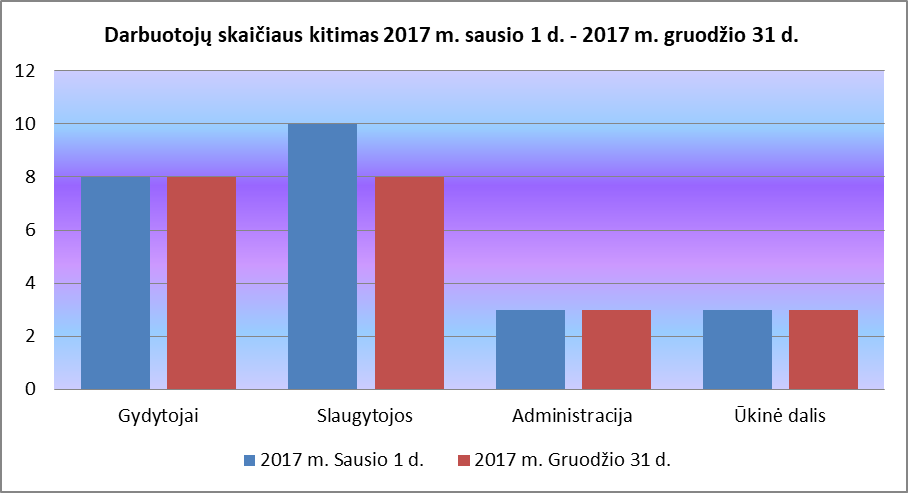 Darbuotojų skaičiaus kitimas 2017 m. sausio 1 d. - 2017 m. gruodžio 31 d.
12
10
8
6
4
2
0
Gydytojai Slaugytojos Administracija Ūkinė dalis
2017 m. Sausio 1 d. 2017 m. Gruodžio 31 d.